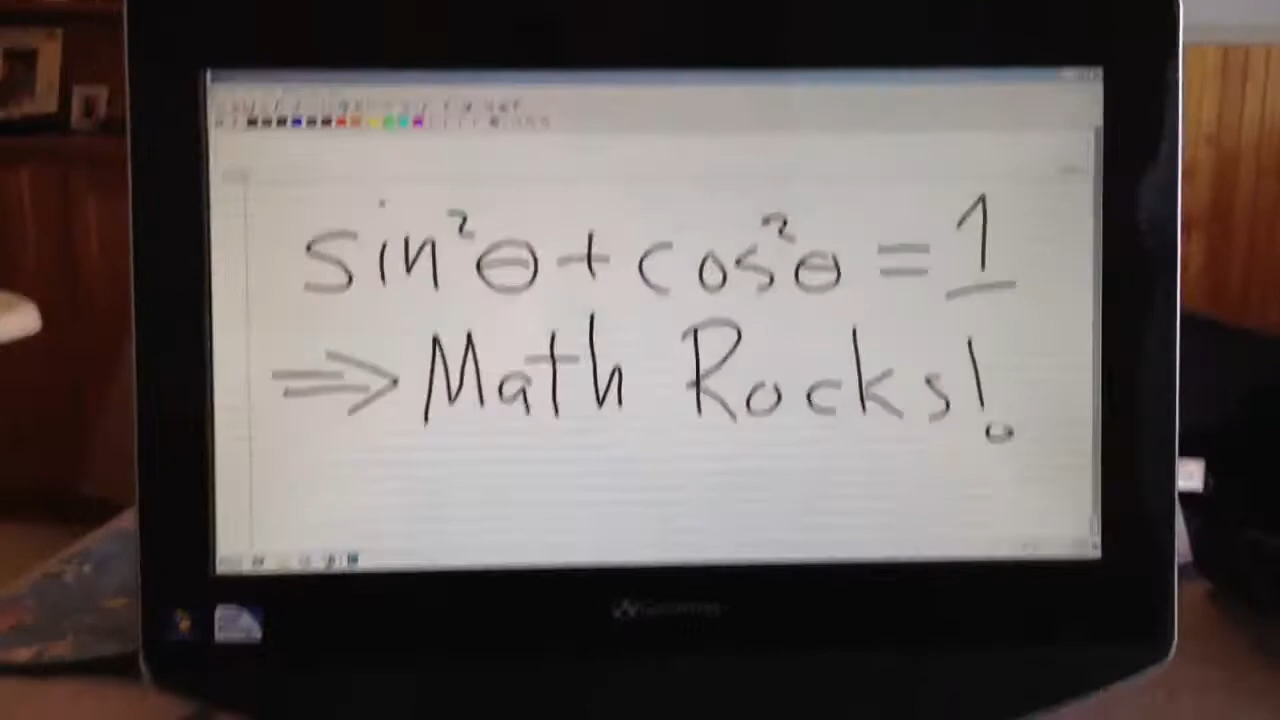 sin²θ + cos²θ = 1
⇒ Math Rocks!